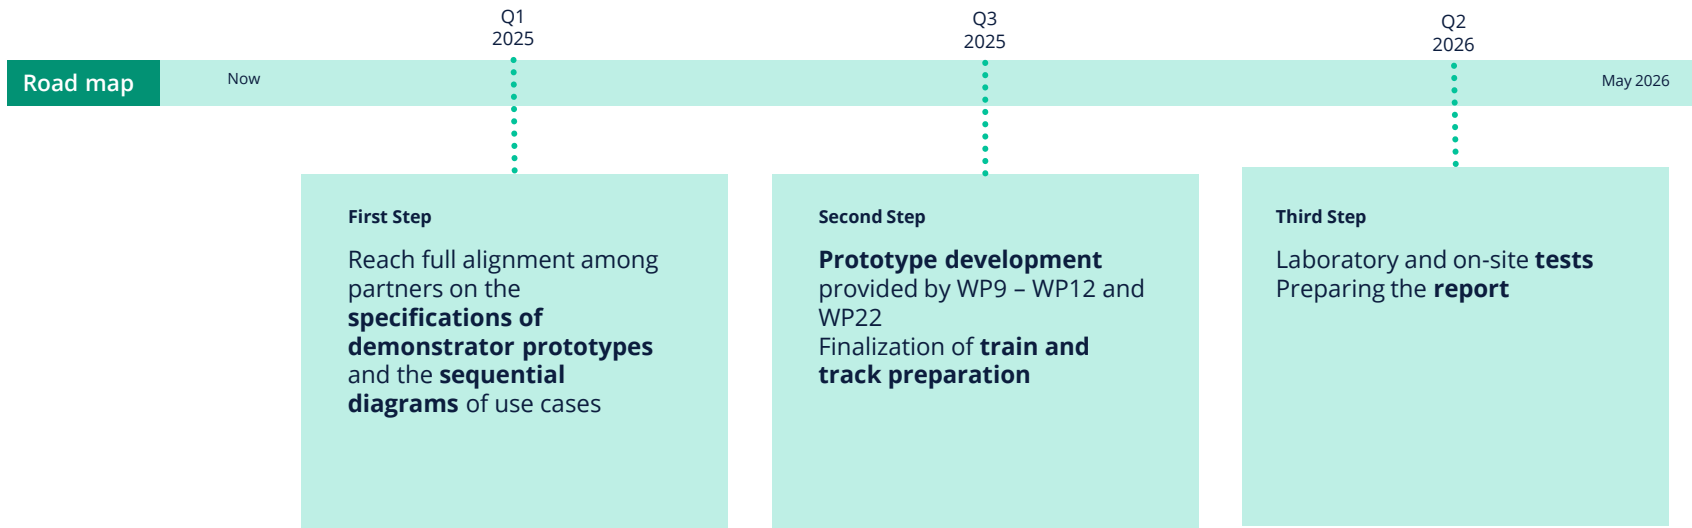 Q1
2025
Q3
2025
Q2
2026
Road map
Now
May 2026
First Step
Reach full alignment among
partners on the
specifications of
demonstrator prototypes
and the sequential
diagrams of use cases
Second Step
Prototype development
provided by WP9 – WP12 and
WP22
Finalization of train and
track preparation
Third Step
Laboratory and on-site tests
Preparing the report